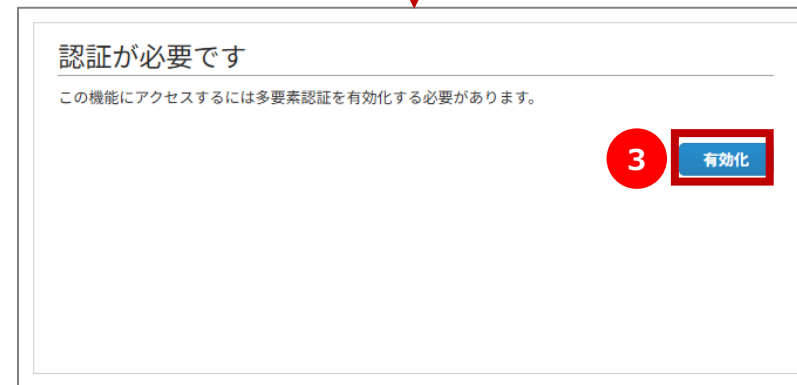 認証が必要です
この機能にアクセスするには多要素認証を有効化する必要があります。
3
有効化